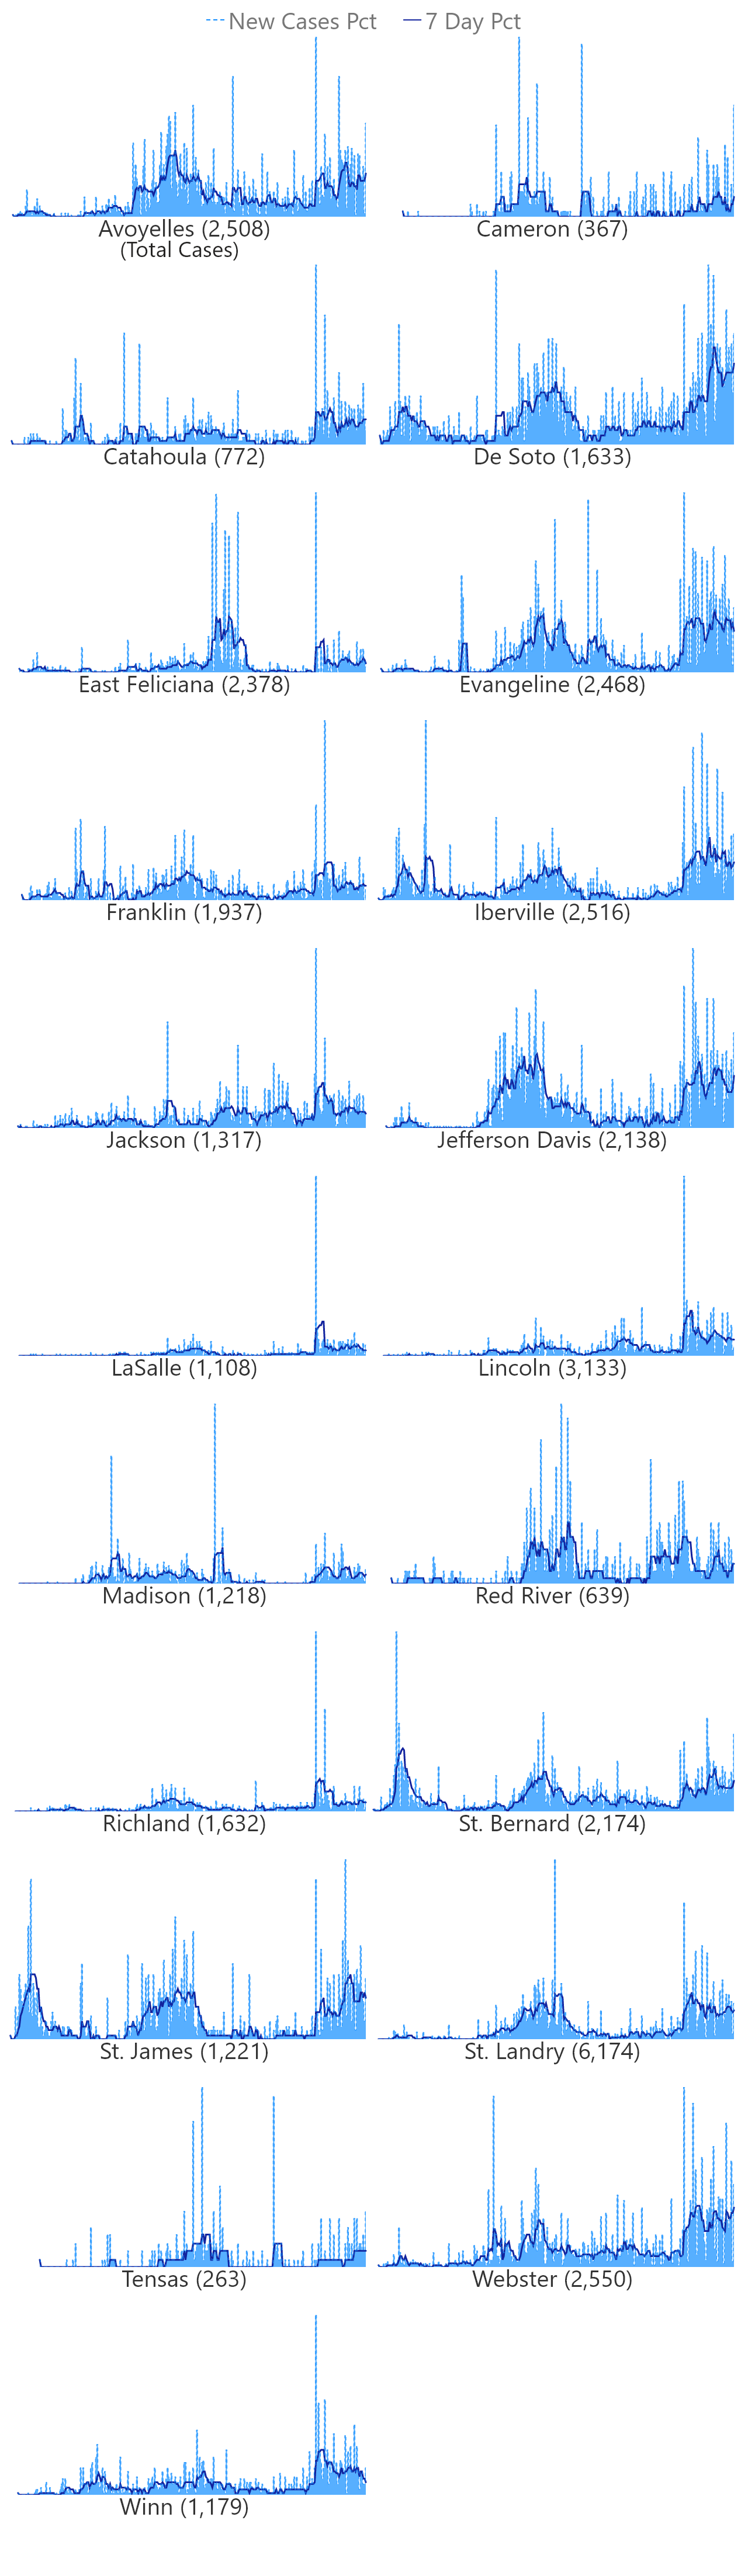 New Cases Pct 7 Day Pct
Avoyelles (2,508) Cameron (367)
(Total Cases)
Catahoula (772) De Soto (1,633)
East Feliciana (2,378) Evangeline (2,468)
Franklin (1,937) Iberville (2,516)
Jackson (1,317) Jefferson Davis (2,138)
LaSalle (1,108) Lincoln (3,133)
Madison (1,218) Red River (639)
Richland (1,632) St. Bernard (2,174)
St. James (1,221) St. Landry (6,174)
Tensas (263) Webster (2,550)
Winn (1,179)